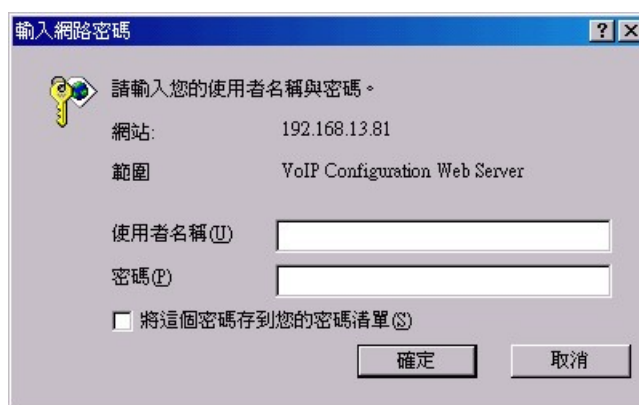 輸入網路密碼
請輸入您的使用者名稱與密碼。
網站: 192.168.13.81
範圍 VoIP Configuration Web Server
使用者名稱(U)
密碼(P)
將這個密碼存到您的密碼清單(S)
確定 取消